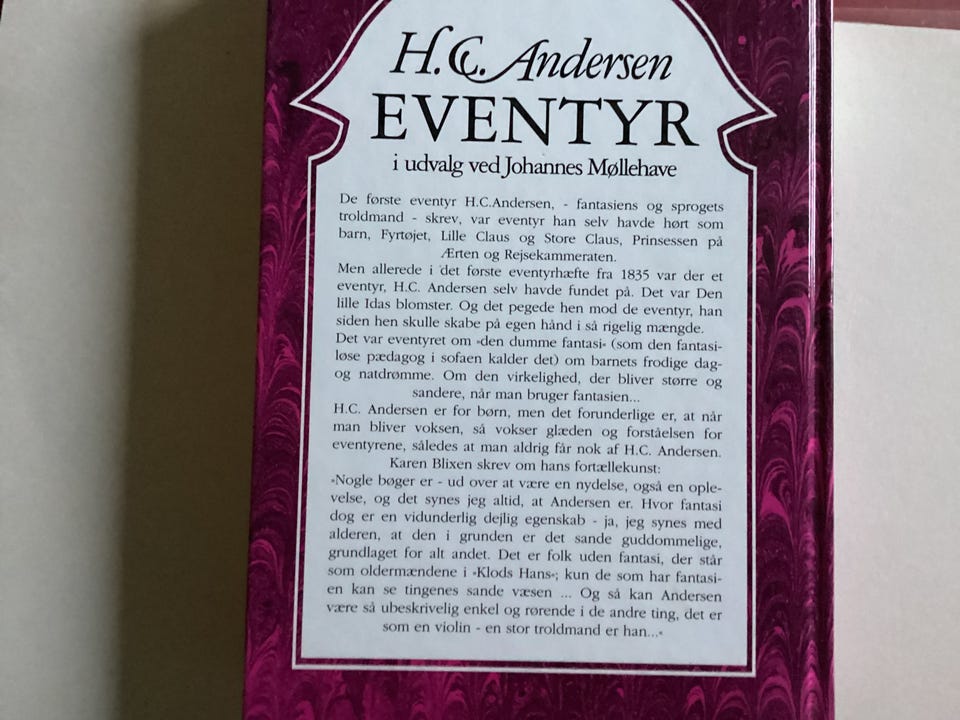 H.C. Andersen
EVENTYR
i udvalg ved Johannes Møllehave
De første eventyr H.C.Andersen, - fantasiens og sprogets
troldmand - skrev, var eventyr han selv havde hørt som
barn, Fyrtøjet, Lille Claus og Store Claus, Prinsessen på
Ærten og Rejsekammeraten.
Men allerede i det første eventyrhæfte fra 1835 var der et
eventyr, H.C. Andersen selv havde fundet på. Det var Den
lille Idas blomster. Og det pegede hen mod de eventyr, han
siden hen skulle skabe på egen hånd i så rigelig mængde.
Det var eventyret om »den dumme fantasi« (som den fantasi-
løse pædagog i sofaen kalder det) om barnets frodige dag-
og natdrømme. Om den virkelighed, der bliver større og
sandere, når man bruger fantasien...
H.C. Andersen er for børn, men det forunderlige er, at når
man bliver voksen, så vokser glæden og forståelsen for
eventyrene, således at man aldrig får nok af H.C. Andersen.
Karen Blixen skrev om hans fortællekunst:
»Nogle bøger er - ud over at være en nydelse, også en ople-
velse, og det synes jeg altid, at Andersen er. Hvor fantasi
dog er en vidunderlig dejlig egenskab - ja, jeg synes med
alderen, at den i grunden er det sande guddommelige,
grundlaget for alt andet. Det er folk uden fantasi, der står
som oldermændene i »Klods Hans«; kun de som har fantasi-
en kan se tingenes sande væsen ... Og så kan Andersen
være så ubeskrivelig enkel og rørende i de andre ting, det er
som en violin - en stor troldmand er han...«